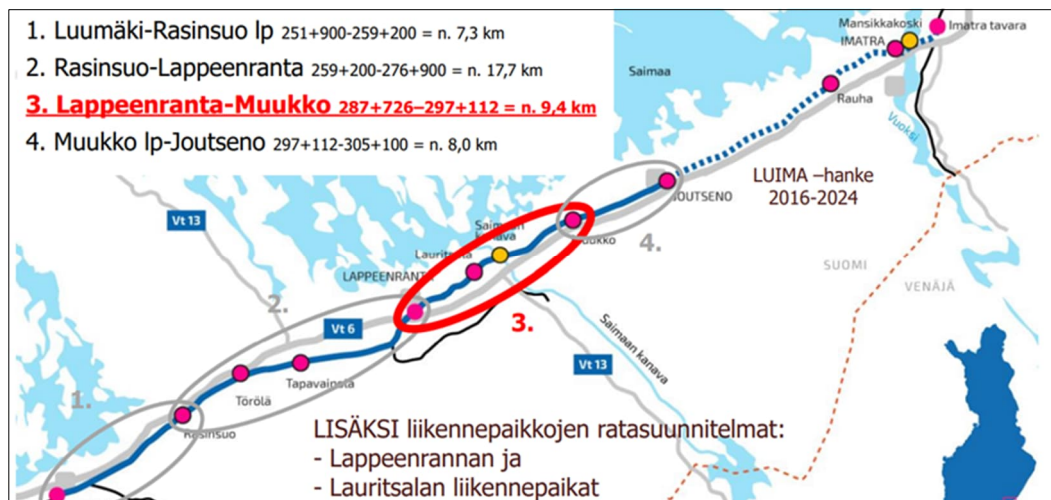 1. Luumäki-Rasinsuo lp 251+900-259+200 = n. 7,3 km
2. Rasinsuo-Lappeenranta 259+200-276+900 = n. 17,7 km
3. Lappeenranta-Muukko 287+726–297+112 = n. 9,4 km
4. Muukko lp-Joutseno 297+112-305+100 = n. 8,0 km
Mansikkakoski
Imatra tavara
IMATRA
Saimaa
Rauha
Vuoksi
LUIMA –hanke
2016-2024
JOUTSENO
Vt 13
Saimaan
kanava
Muukko
4.
Lauritsala
SUOMI
LAPPEENRANTA
VENÄJÄ
2.
3.
Vt 6
Saimaan kanava
Vt 13
Tapavainola
Törölä
1.
Rasinsuo
LISÄKSI liikennepaikkojen ratasuunnitelmat:
- Lappeenrannan ja
- Lauritsalan liikennepaikat